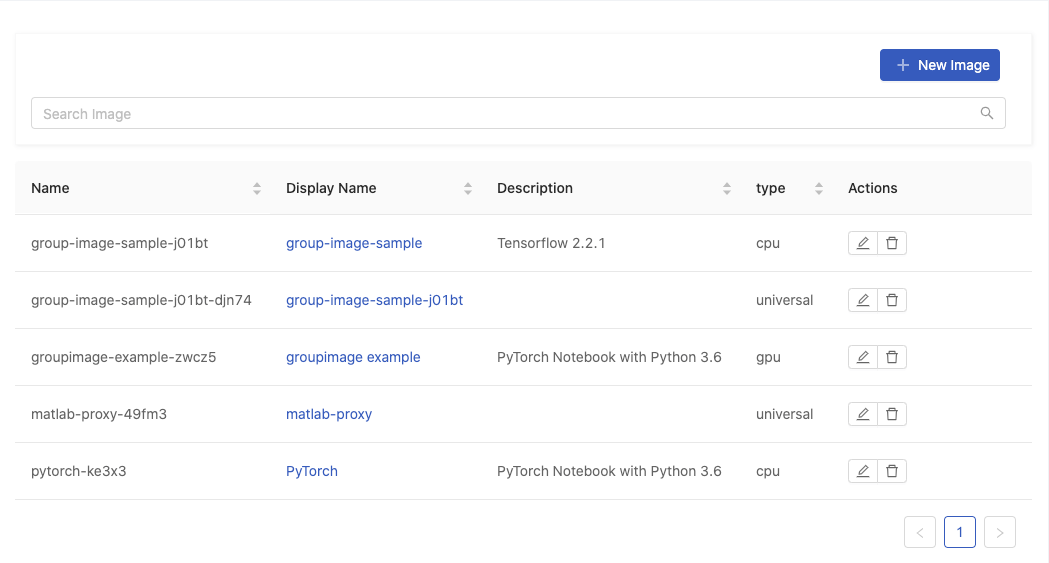 New Image
Search Image
Name Display Name Description type Actions
group-image-sample-j01bt group-image-sample Tensorflow 2.2.1 cpu
group-image-sample-j01bt-djn74 group-image-sample-j01bt universal
groupimage-example-zwcz5 groupimage example PyTorch Notebook with Python 3.6 gpu
matlab-proxy-49fm3 matlab-proxy universal
pytorch-ke3x3 PyTorch PyTorch Notebook with Python 3.6 cpu
1